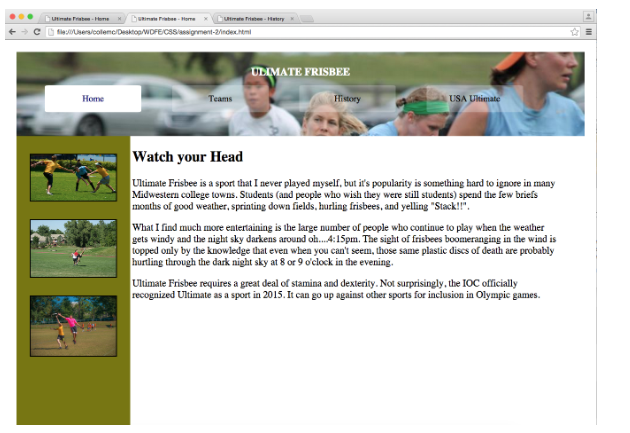 Ultimate Frisbee - Home
Ultimate Frisbee - Home
Ultimate Frisbee - History
file:///Users/collemc/Desktop/WDFE/CSS/assignment-2/index.html
ULIMATE FRISBEE
Home Teams History USA Ultimate
Watch your Head
Ultimate Frisbee is a sport that I never played myself, but it's popularity is something hard to ignore in many
Midwestern college towns. Students (and people who wish they were still students) spend the few briefs
months of good weather, sprinting down fields, hurling frisbees, and yelling "Stack!!".
What I find much more entertaining is the large number of people who continue to play when the weather
gets windy and the night sky darkens around oh....4:15pm. The sight of frisbees boomeranging in the wind is
topped only by the knowledge that even when you can't seem, those same plastic discs of death are probably
hurtling through the dark night sky at 8 or 9 o'clock in the evening.
Ultimate Frisbee requires a great deal of stamina and dexterity. Not surprisingly, the IOC officially
recognized Ultimate as a sport in 2015. It can go up against other sports for inclusion in Olympic games.